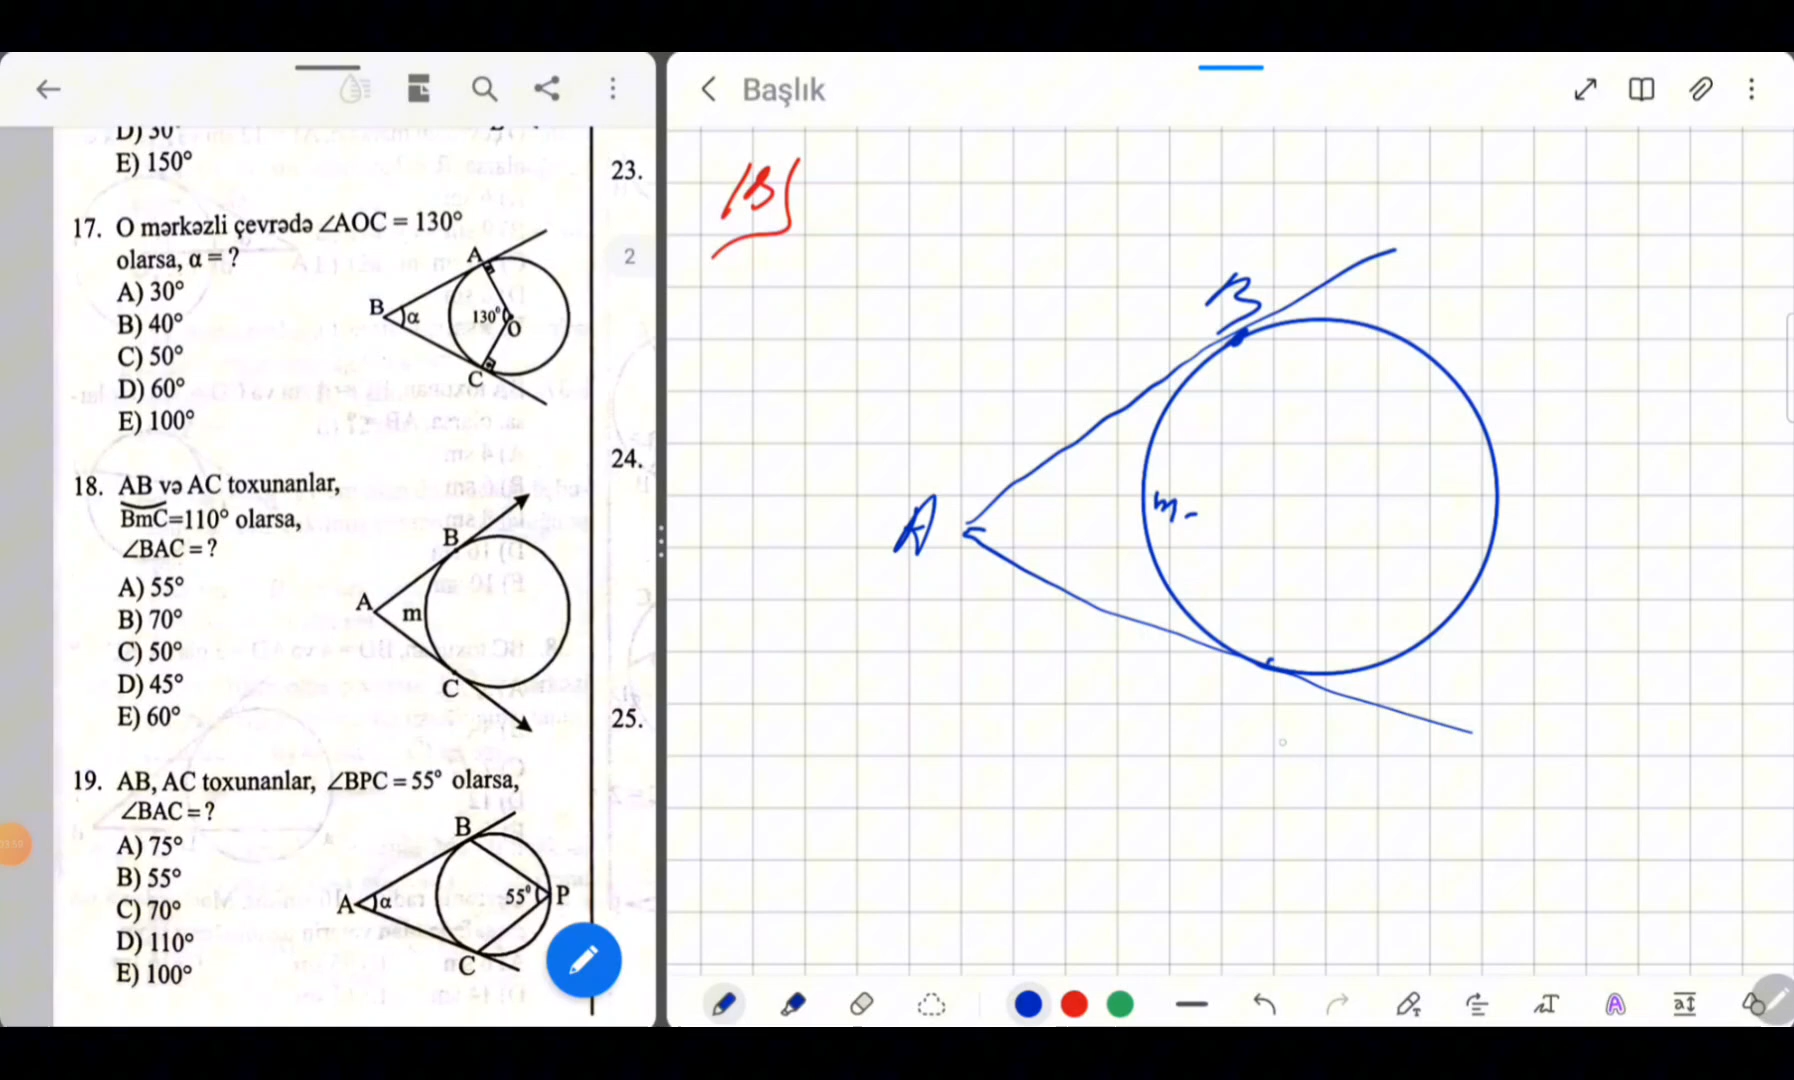 Başlık
D) 30°
E) 150°
17. O mərkəzli çevrədə ∠AOC = 130°
olarsa, α = ?
A) 30°
B) 40°
C) 50°
D) 60°
E) 100°
A
B
α
130°
O
C
18. AB və AC toxunanlar,
BmC=110° olarsa,
∠BAC = ?
A) 55°
B) 70°
C) 50°
D) 45°
E) 60°
B
A
m
C
19. AB, AC toxunanlar, ∠BPC = 55° olarsa,
∠BAC = ?
A) 75°
B) 55°
C) 70°
D) 110°
E) 100°
B
A
α
55°
P
C
23.
2
24.
25.
18
B
A
m